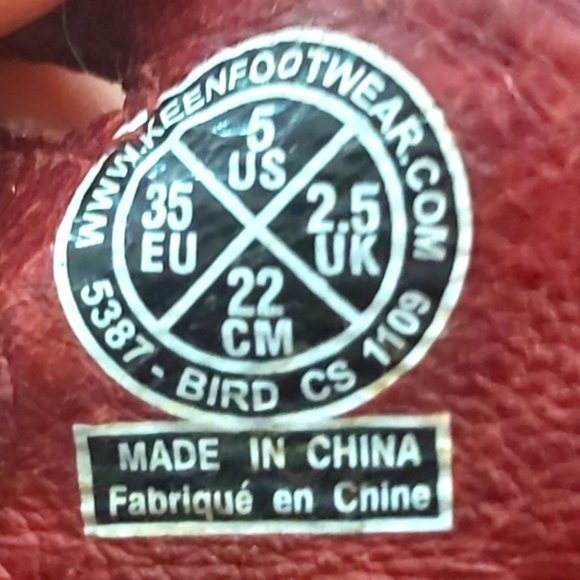 WWW.KEENFOOTWEAR.COM
5
US
35
EU
2.5
UK
22
CM
5387 - BIRD CS 1109
MADE IN CHINA
Fabriqué en Chine